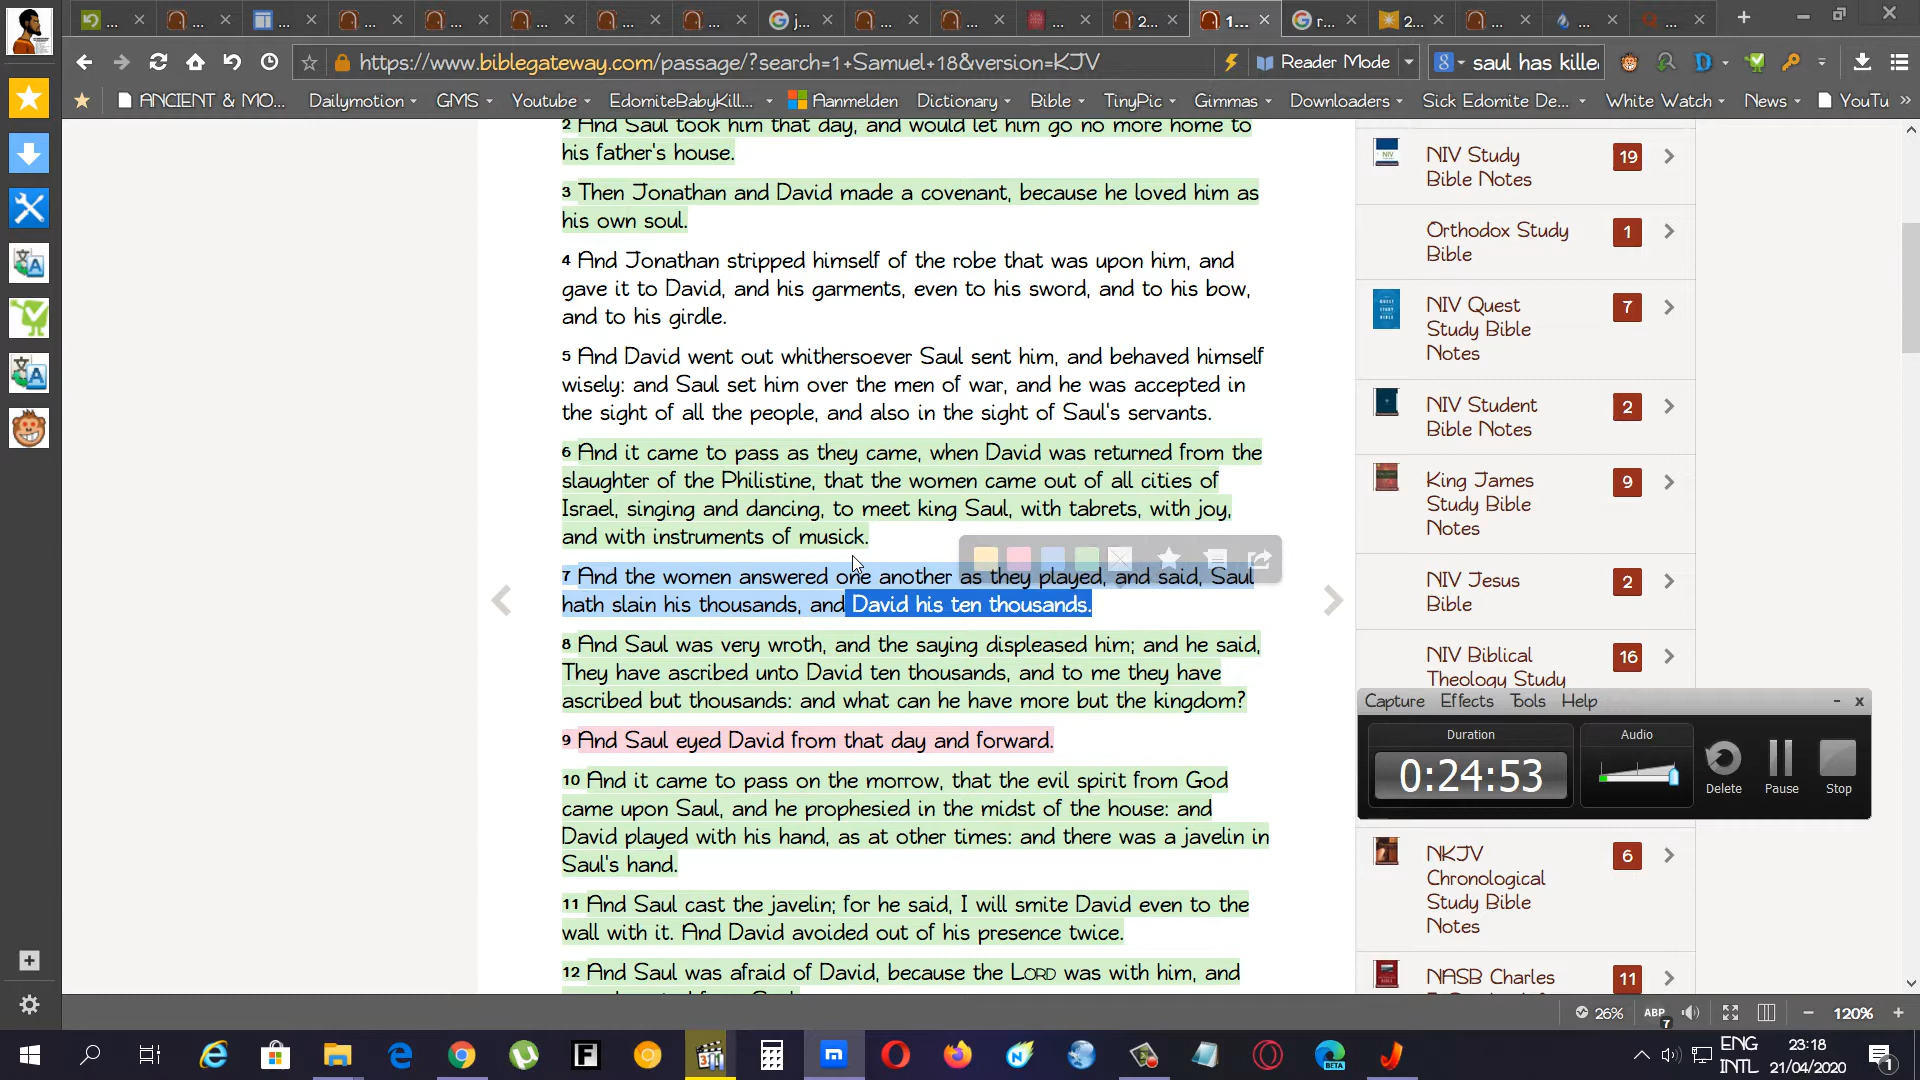 2...
1...
2...
https://www.biblegateway.com/passage/?search=1+Samuel+18&version=KJV
Reader Mode
saul has kille
ANCIENT & MO...
Dailymotion
GMS
Youtube
EdomiteBabyKill...
Aanmelden
Dictionary
Bible
TinyPic
Gimmas
Downloaders
Sick Edomite De...
White Watch
News
YouTu
2 And Saul took him that day, and would let him go no more home to
his father's house.
3 Then Jonathan and David made a covenant, because he loved him as
his own soul.
4 And Jonathan stripped himself of the robe that was upon him, and
gave it to David, and his garments, even to his sword, and to his bow,
and to his girdle.
5 And David went out whithersoever Saul sent him, and behaved himself
wisely: and Saul set him over the men of war, and he was accepted in
the sight of all the people, and also in the sight of Saul's servants.
6 And it came to pass as they came, when David was returned from the
slaughter of the Philistine, that the women came out of all cities of
Israel, singing and dancing, to meet king Saul, with tabrets, with joy,
and with instruments of musick.
7 And the women answered one another as they played, and said, Saul
hath slain his thousands, and David his ten thousands.
8 And Saul was very wroth, and the saying displeased him; and he said,
They have ascribed unto David ten thousands, and to me they have
ascribed but thousands: and what can he have more but the kingdom?
9 And Saul eyed David from that day and forward.
10 And it came to pass on the morrow, that the evil spirit from God
came upon Saul, and he prophesied in the midst of the house: and
David played with his hand, as at other times: and there was a javelin in
Saul's hand.
11 And Saul cast the javelin; for he said, I will smite David even to the
wall with it. And David avoided out of his presence twice.
12 And Saul was afraid of David, because the LORD was with him, and
NIV Study
Bible Notes
19
Orthodox Study
Bible
1
NIV Quest
Study Bible
Notes
7
NIV Student
Bible Notes
2
King James
Study Bible
Notes
9
NIV Jesus
Bible
2
NIV Biblical
Theology Study
16
Capture Effects Tools Help
Duration
0:24:53
Audio
Delete
Pause
Stop
NKJV
Chronological
Study Bible
Notes
6
NASB Charles
11
26%
ABP
7
120%
ENG
INTL
23:18
21/04/2020
1